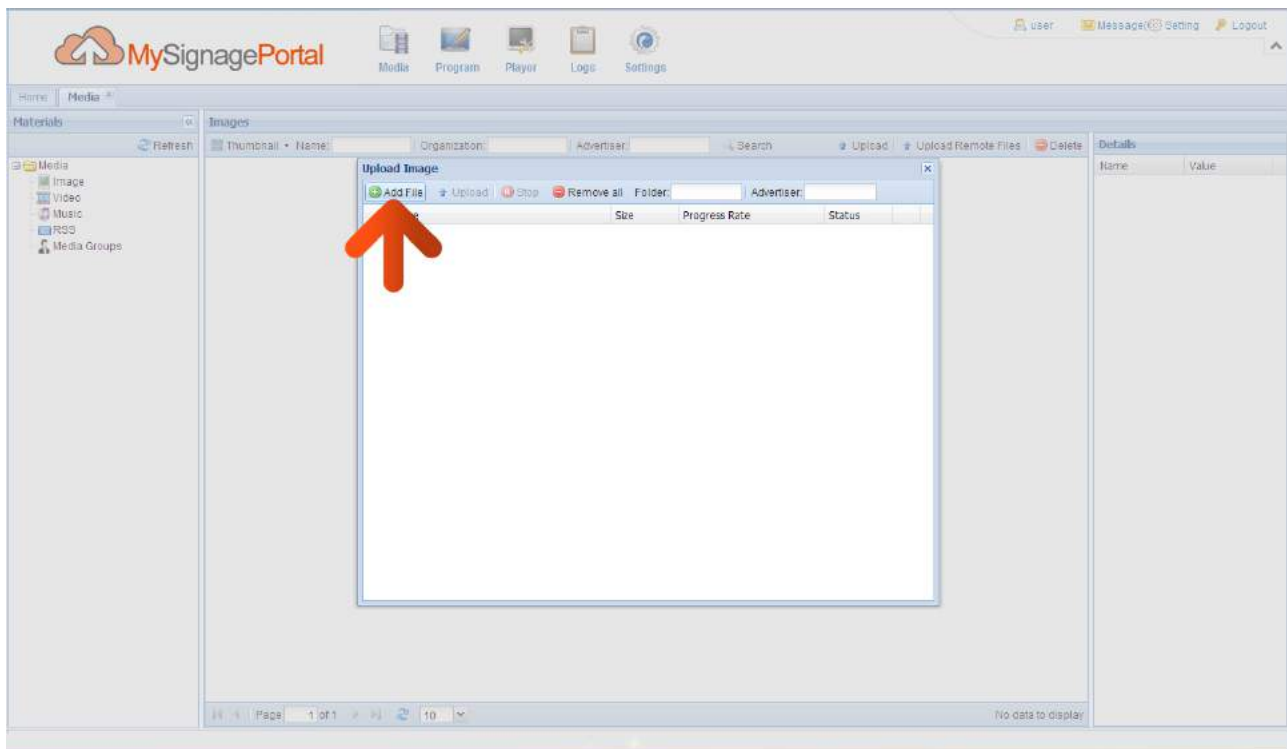 user Message( Setting Logout
MySignagePortal
Media Program Player Logs Settings
Home Media
Materials Images
Refresh Thumbnail Name: Organization: Advertiser: Search Upload Upload Remote Files Delete Details
Media Upload Image Name Value
Image Add File Upload Stop Remove all Folder: Advertiser:
Video
Music Size Progress Rate Status
RSS
Media Groups
Page 1 of 1 10 No data to display